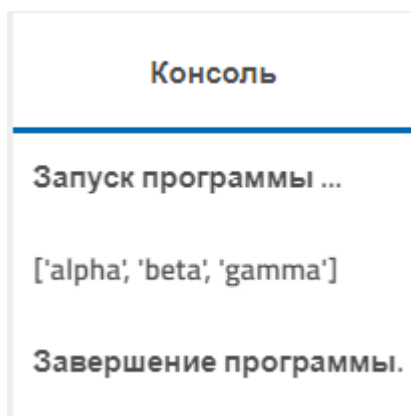 Консоль
Запуск программы ...
['alpha', 'beta', 'gamma']
Завершение программы.